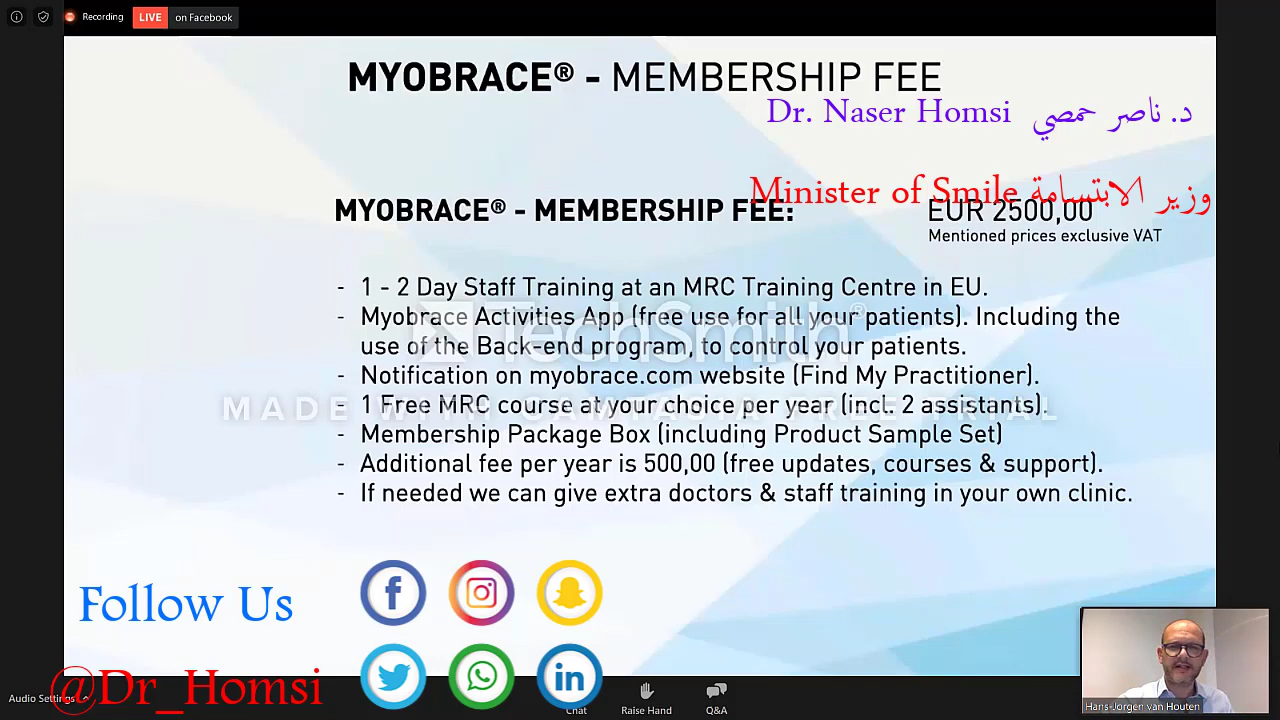 Recording LIVE on Facebook
MYOBRACE® - MEMBERSHIP FEE
Dr. Naser Homsi د. ناصر حمصي
Minister of Smile وزير الابتسامة
MYOBRACE® - MEMBERSHIP FEE: EUR 2500,00
Mentioned prices exclusive VAT
- 1 - 2 Day Staff Training at an MRC Training Centre in EU.
- Myobrace Activities App (free use for all your patients). Including the
use of the Back-end program, to control your patients.
- Notification on myobrace.com website (Find My Practitioner).
- 1 Free MRC course at your choice per year (incl. 2 assistants).
- Membership Package Box (including Product Sample Set)
- Additional fee per year is 500,00 (free updates, courses & support).
- If needed we can give extra doctors & staff training in your own clinic.
TechSmith®
MADE WITH CAMTASIA FREE TRIAL
Follow Us
@Dr_Homsi
Audio Settings
Chat
Raise Hand
Q&A
Hans-Jorgen van Houten